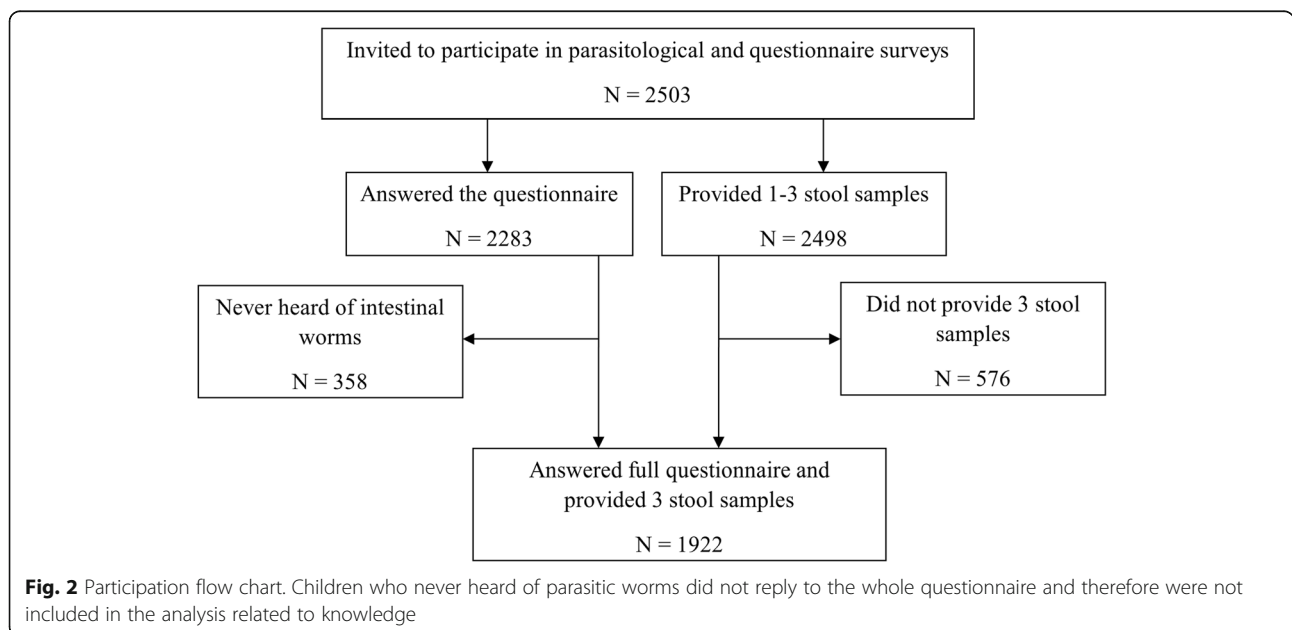 Invited to participate in parasitological and questionnaire surveys
N = 2503
Answered the questionnaire
N = 2283
Provided 1-3 stool samples
N = 2498
Never heard of intestinal
worms
N = 358
Did not provide 3 stool
samples
N = 576
Answered full questionnaire and
provided 3 stool samples
N = 1922
Fig. 2 Participation flow chart. Children who never heard of parasitic worms did not reply to the whole questionnaire and therefore were not
included in the analysis related to knowledge